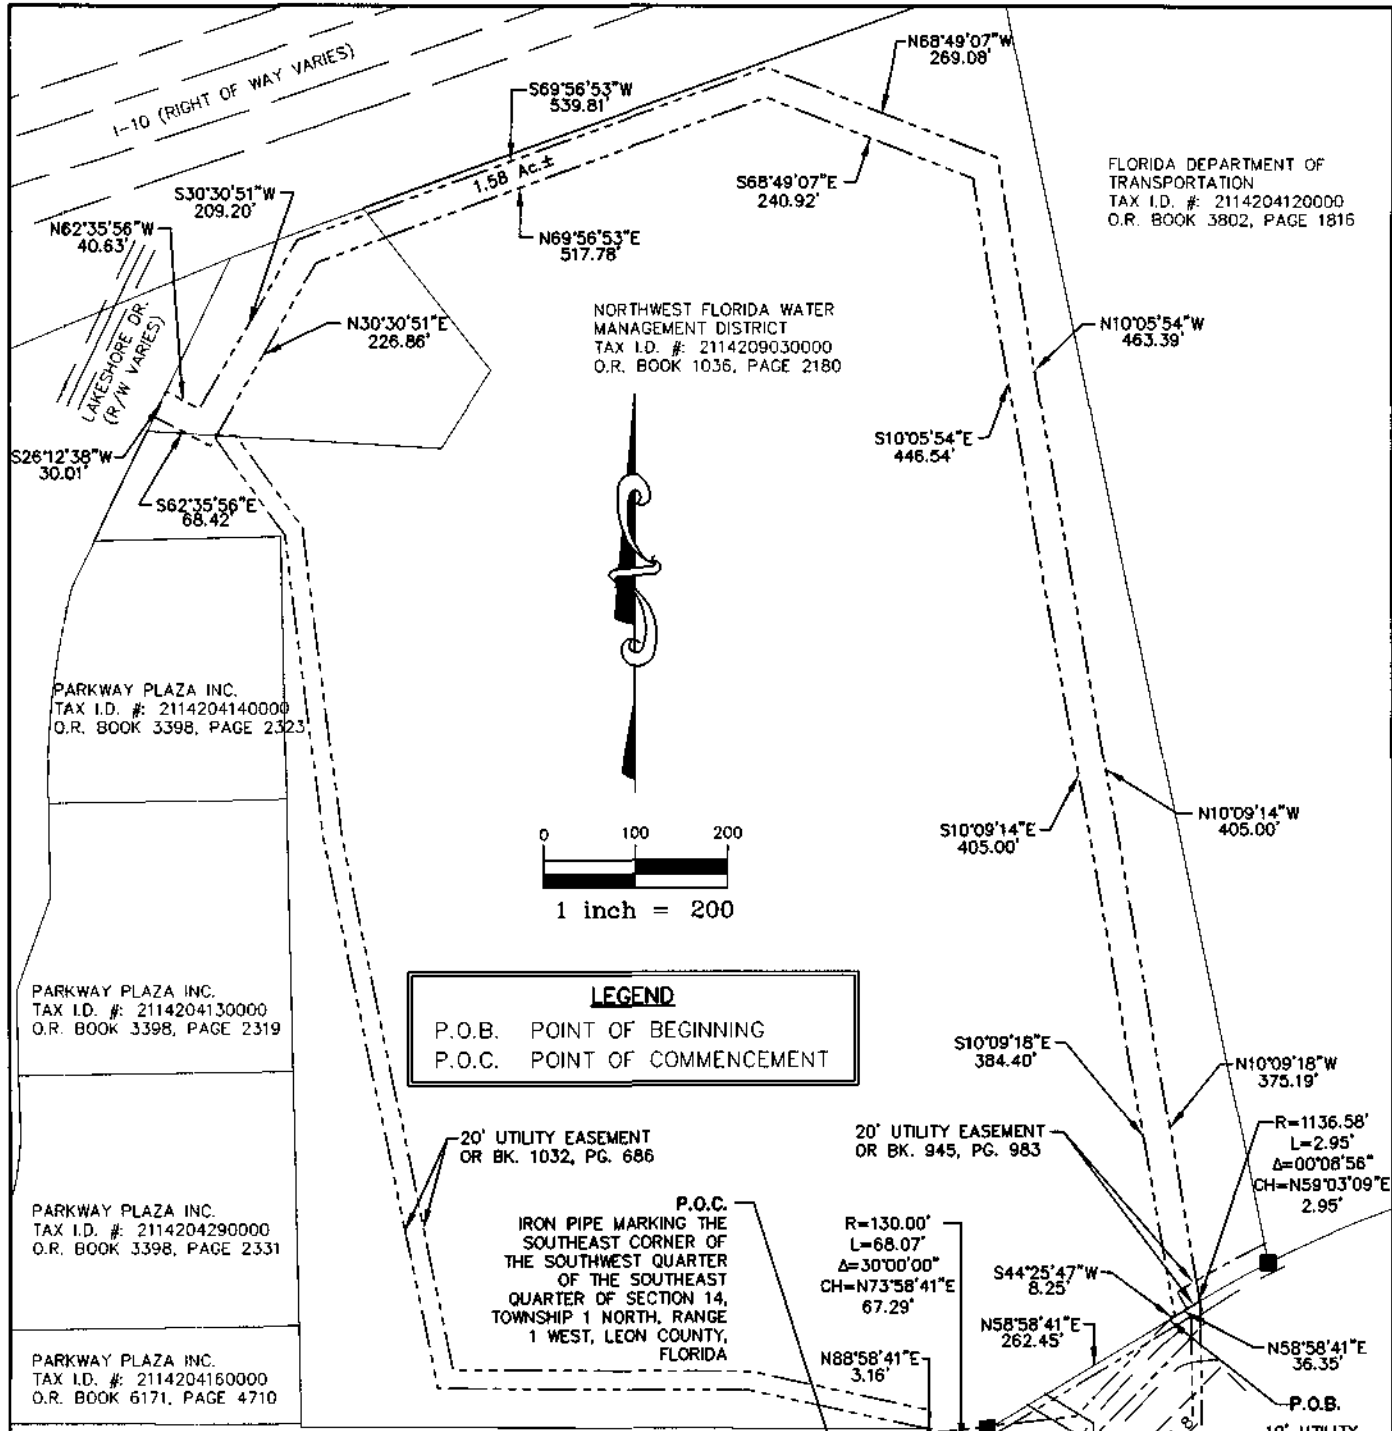 N68°49'07"W
269.08'
S69°56'53"W
539.81'
I-10 (RIGHT OF WAY VARIES)
1.58 Ac.±
FLORIDA DEPARTMENT OF
TRANSPORTATION
TAX I.D. #: 2114204120000
O.R. BOOK 3802, PAGE 1816
S30°30'51"W
209.20'
S68°49'07"E
240.92'
N62°35'56"W
40.63'
N69°56'53"E
517.78'
LAKESHORE DR.
(R/W VARIES)
N30°30'51"E
226.86'
NORTHWEST FLORIDA WATER
MANAGEMENT DISTRICT
TAX I.D. #: 2114209030000
O.R. BOOK 1036, PAGE 2180
N10°05'54"W
463.39'
S10°05'54"E
446.54'
S26°12'38"W
30.01'
S62°35'56"E
68.42'
PARKWAY PLAZA INC.
TAX I.D. #: 2114204140000
O.R. BOOK 3398, PAGE 2323
0 100 200
1 inch = 200
S10°09'14"E
405.00'
N10°09'14"W
405.00'
LEGEND
P.O.B. POINT OF BEGINNING
P.O.C. POINT OF COMMENCEMENT
PARKWAY PLAZA INC.
TAX I.D. #: 2114204130000
O.R. BOOK 3398, PAGE 2319
S10°09'18"E
384.40'
N10°09'18"W
375.19'
20' UTILITY EASEMENT
OR BK. 1032, PG. 686
20' UTILITY EASEMENT
OR BK. 945, PG. 983
R=1136.58'
L=2.95'
Δ=00°08'56"
CH=N59°03'09"E
2.95'
PARKWAY PLAZA INC.
TAX I.D. #: 2114204290000
O.R. BOOK 3398, PAGE 2331
P.O.C.
IRON PIPE MARKING THE
SOUTHEAST CORNER OF
THE SOUTHWEST QUARTER
OF THE SOUTHEAST
QUARTER OF SECTION 14,
TOWNSHIP 1 NORTH, RANGE
1 WEST, LEON COUNTY,
FLORIDA
R=130.00'
L=68.07'
Δ=30°00'00"
CH=N73°58'41"E
67.29'
S44°25'47"W
8.25'
N58°58'41"E
262.45'
N58°58'41"E
36.35'
N88°58'41"E
3.16'
P.O.B.
PARKWAY PLAZA INC.
TAX I.D. #: 2114204160000
O.R. BOOK 6171, PAGE 4710